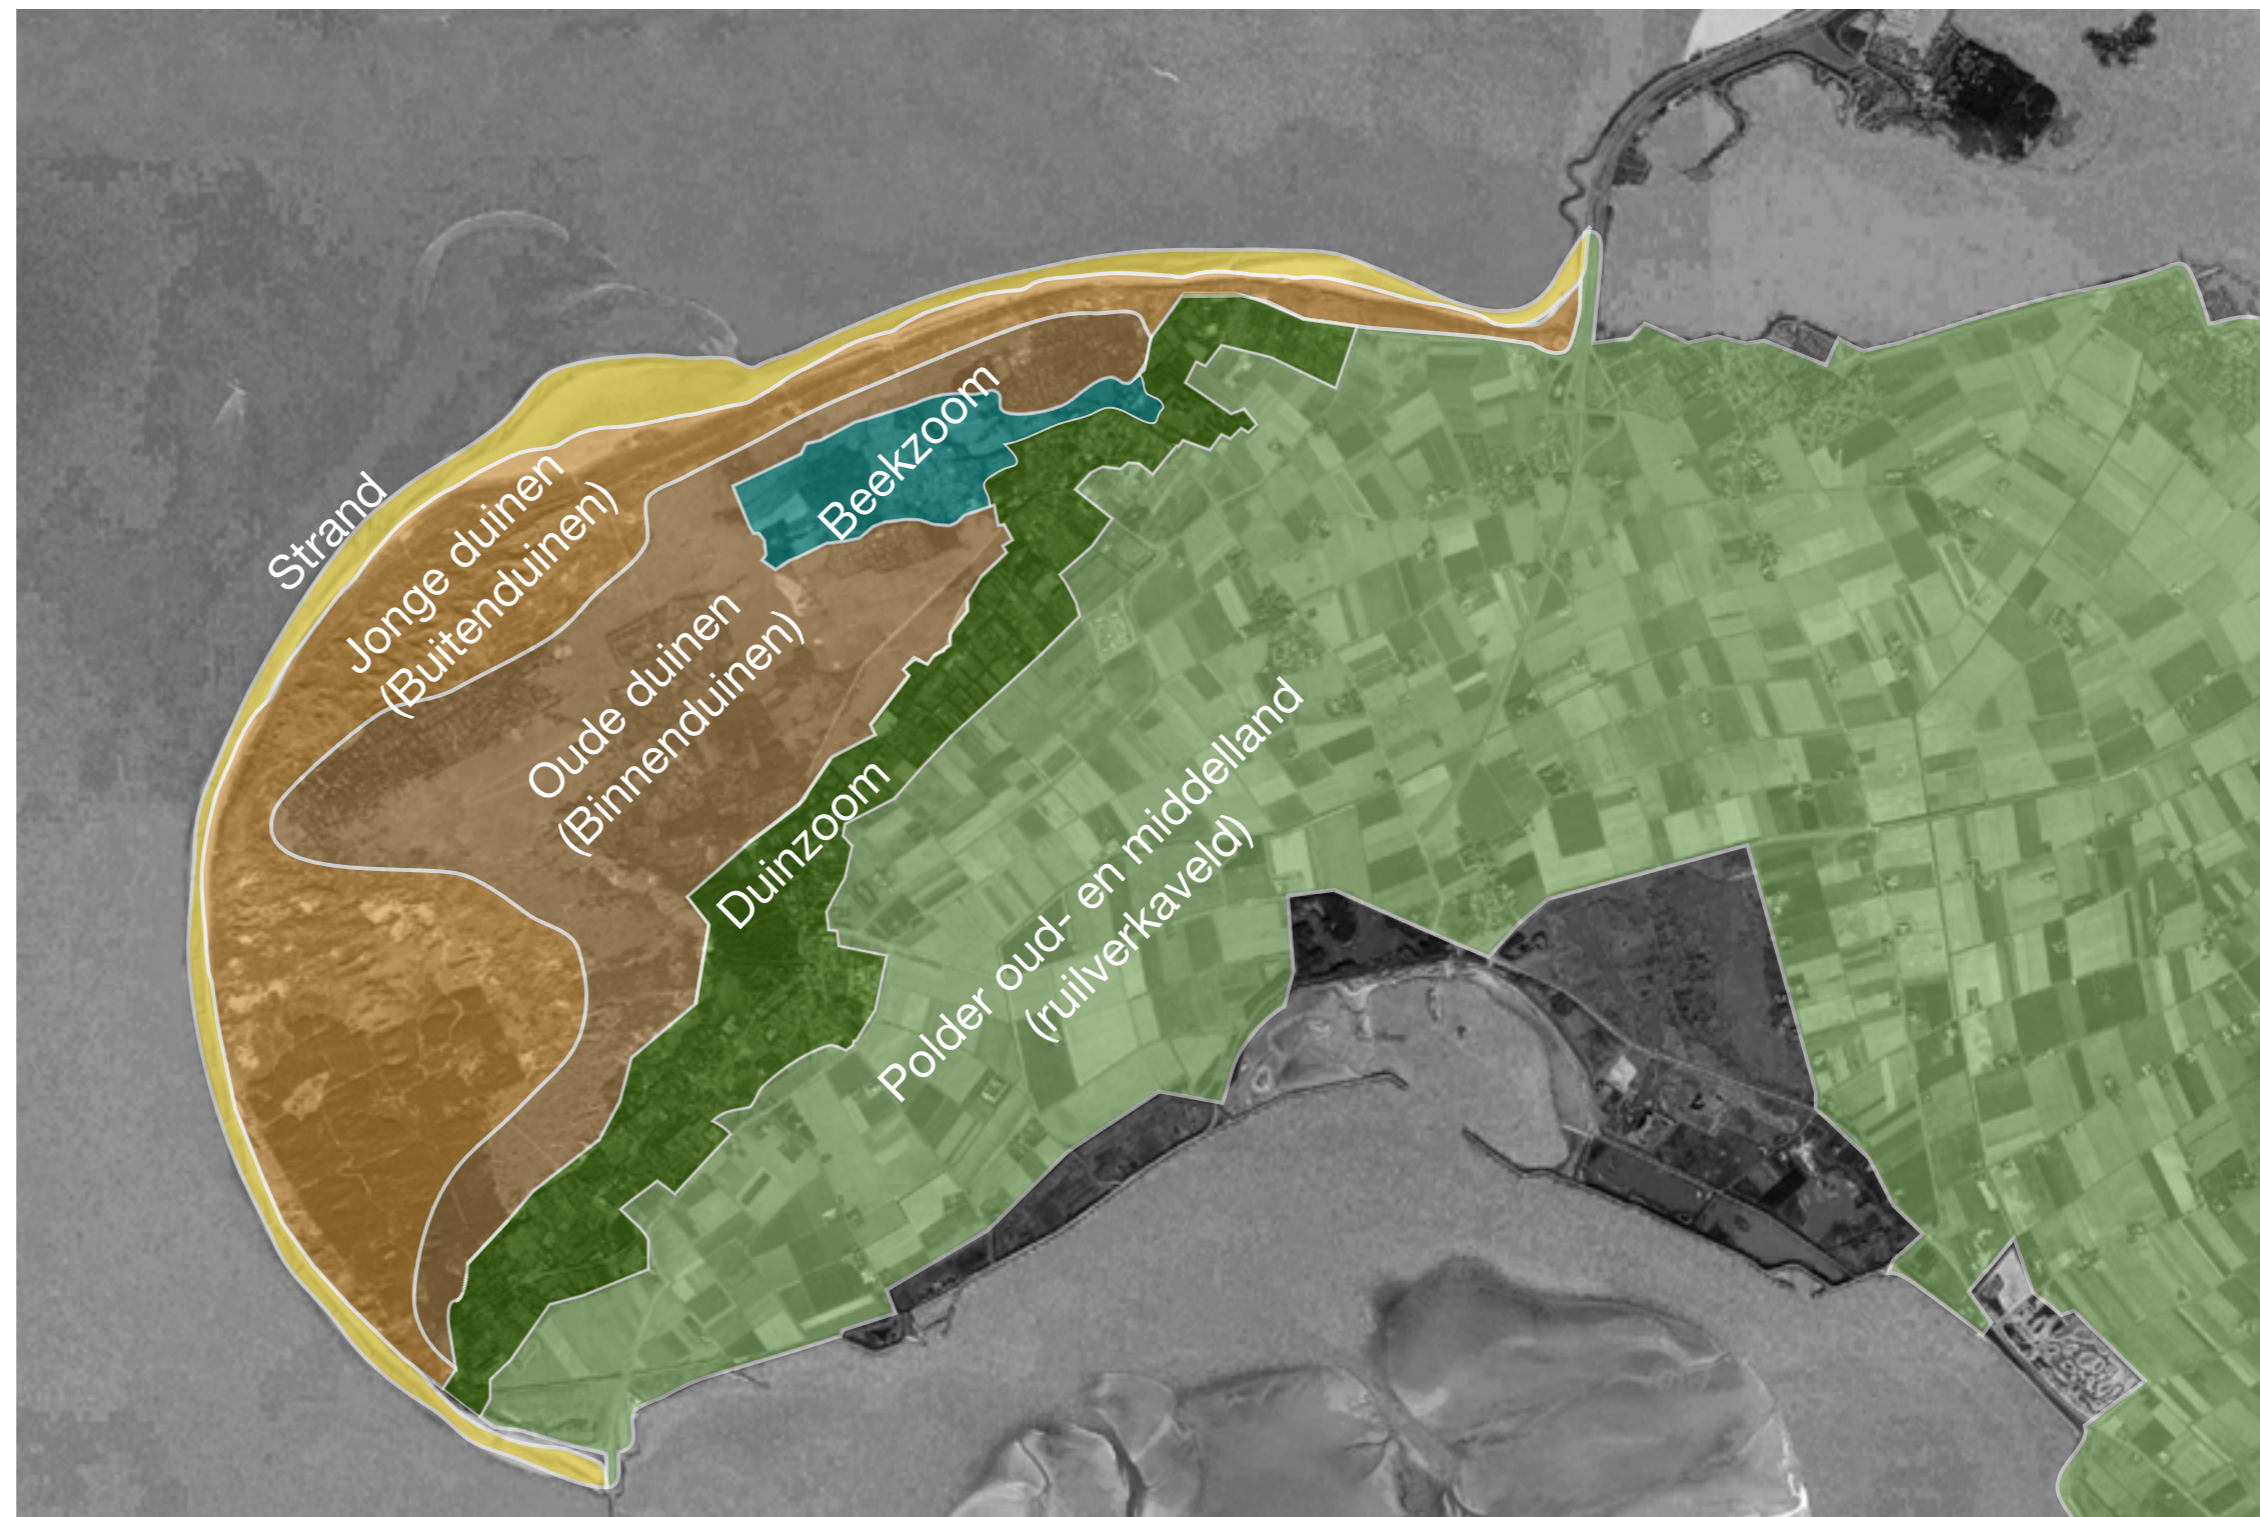 Strand
Jonge duinen
(Buitenduinen)
Beekzoom
Oude duinen
(Binnenduinen)
Duinzoom
Polder oud- en middelland
(ruilverkaveld)